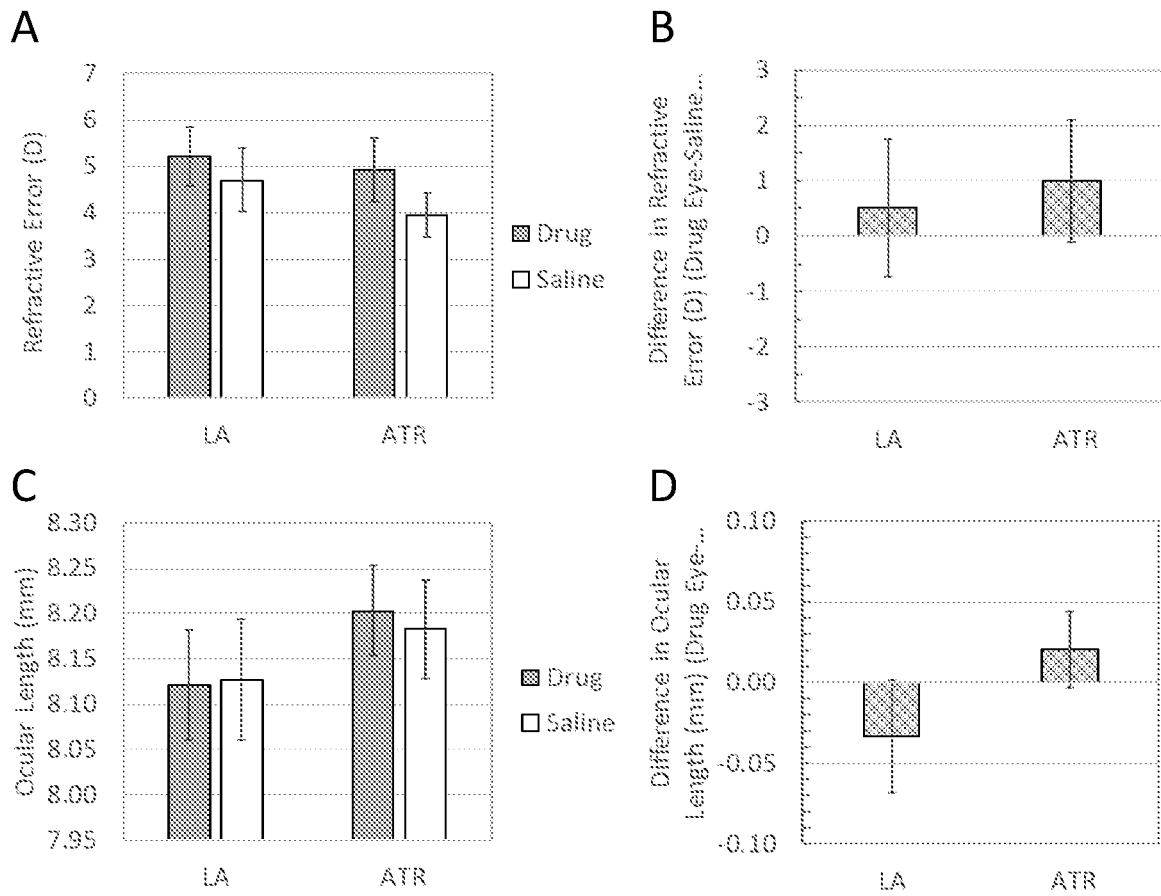 A
Refractive Error (D)
7
6
5
4
3
2
1
0
LA
ATR
Drug
Saline
B
Difference in Refractive
Error (D) (Drug Eye-Saline...
3
2
1
0
-1
-2
-3
LA
ATR
C
Ocular Length (mm)
8.30
8.25
8.20
8.15
8.10
8.05
8.00
7.95
LA
ATR
Drug
Saline
D
Difference in Ocular
Length (mm) (Drug Eye-...
0.10
0.05
0.00
-0.05
-0.10
LA
ATR